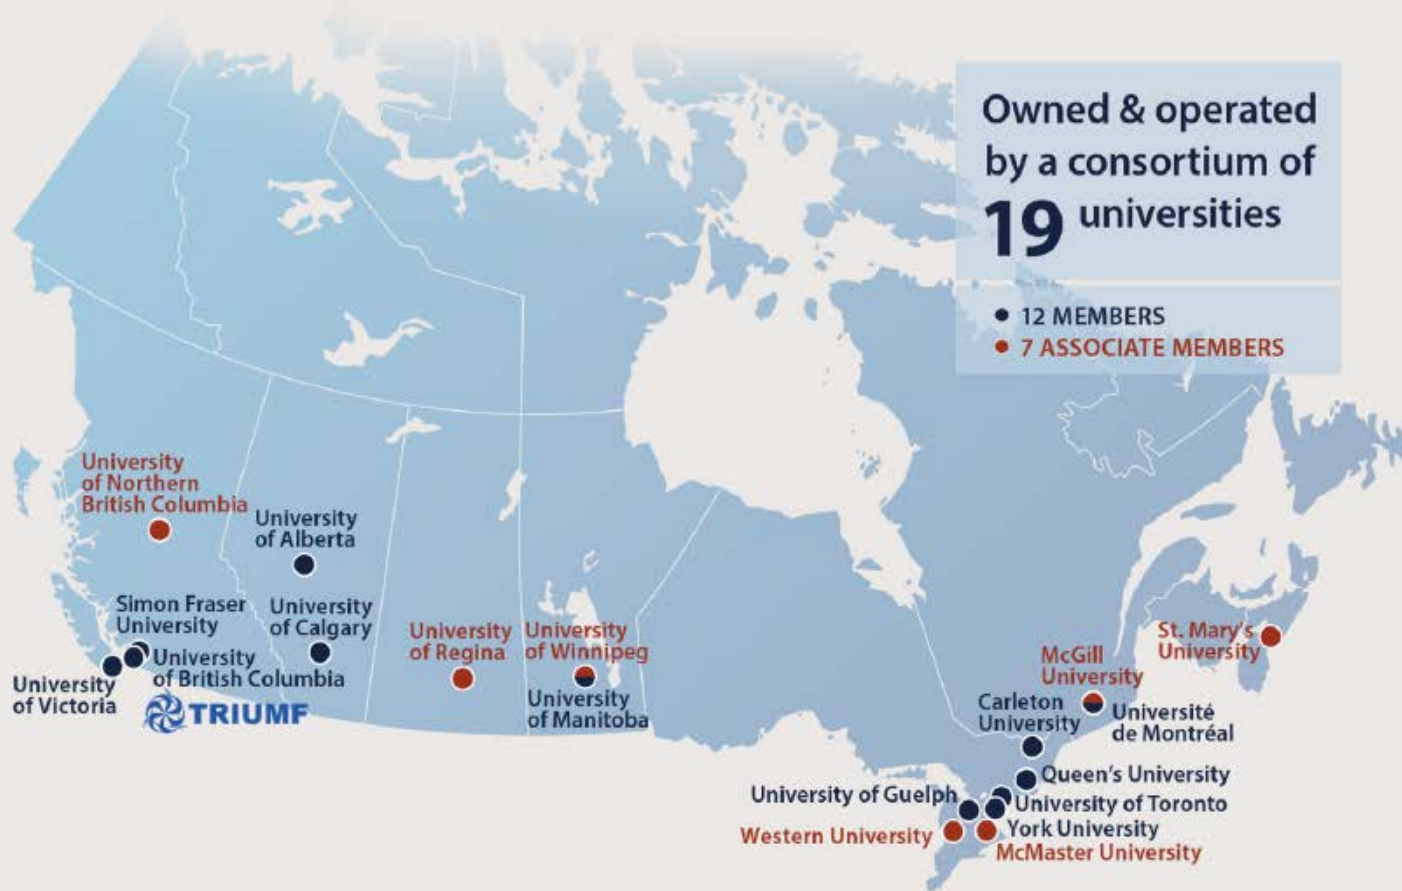 Owned & operated
by a consortium of
19 universities
• 12 MEMBERS
• 7 ASSOCIATE MEMBERS
University
of Northern
British Columbia
University
of Alberta
Simon Fraser
University
University
of Calgary
University
of British Columbia
University
of Victoria
TRIUMF
University
of Regina
University
of Winnipeg
University
of Manitoba
St. Mary's
University
McGill
University
Carleton
University
Université
de Montréal
Queen's University
University of Guelph
University of Toronto
Western University
York University
McMaster University